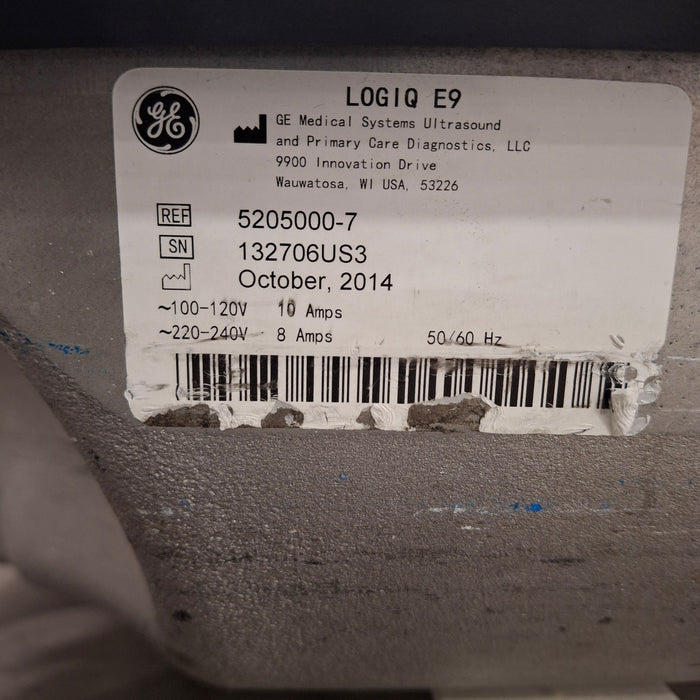 LOGIQ E9
GE
GE Medical Systems Ultrasound
and Primary Care Diagnostics, LLC
9900 Innovation Drive
Wauwatosa, WI USA, 53226
REF 5205000-7
SN 132706US3
October, 2014
~100-120V 10 Amps
~220-240V 8 Amps 50/60 Hz